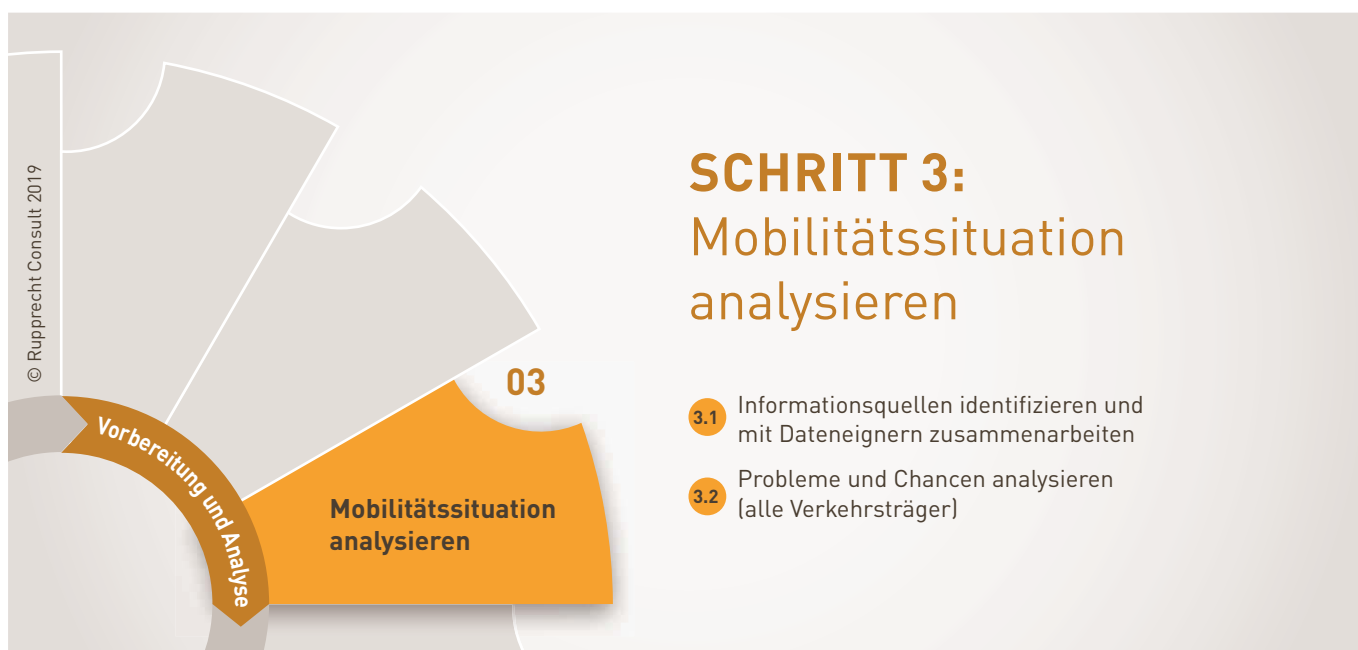 © Rupprecht Consult 2019
SCHRITT 3:
Mobilitätssituation
analysieren
03
3.1 Informationsquellen identifizieren und
mit Dateneignern zusammenarbeiten
3.2 Probleme und Chancen analysieren
(alle Verkehrsträger)
Vorbereitung und Analyse
Mobilitätssituation
analysieren